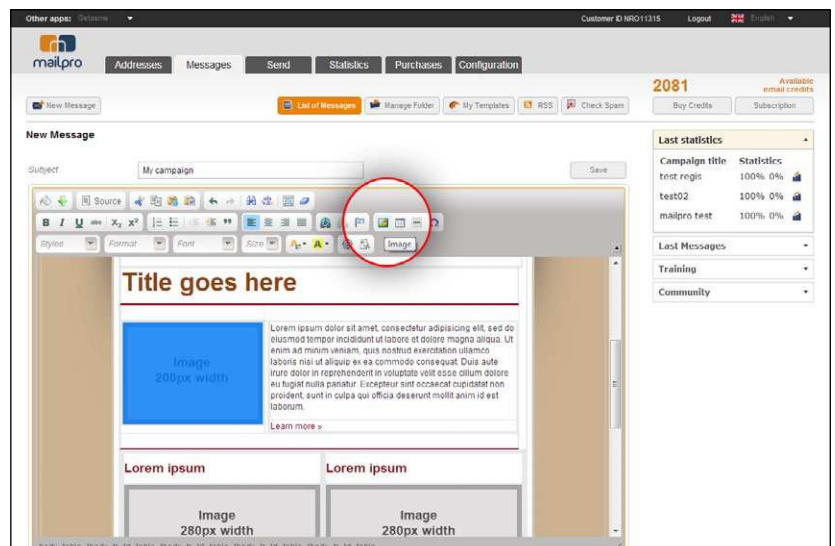 Other apps: Getzone
Customer ID NRO11315 Logout English
mailpro
Addresses Messages Send Statistics Purchases Configuration
2081 Available email credits
New Message List of Messages Manage Folder My Templates RSS Check Spam Buy Credits Subscription
New Message
Subject My campaign Save
Source
B I U abc X₂ X²
Styles Format Font Size A A Image
Title goes here
Image
200px width
Lorem ipsum dolor sit amet, consectetur adipisicing elit, sed do
eiusmod tempor incididunt ut labore et dolore magna aliqua. Ut
enim ad minim veniam, quis nostrud exercitation ullamco
laboris nisi ut aliquip ex ea commodo consequat. Duis aute
irure dolor in reprehenderit in voluptate velit esse cillum dolore
eu fugiat nulla pariatur. Excepteur sint occaecat cupidatat non
proident, sunt in culpa qui officia deserunt mollit anim id est
laborum.
Learn more »
Lorem ipsum Lorem ipsum
Image
280px width
Image
280px width
Last statistics
Campaign title Statistics
test regis 100% 0%
test02 100% 0%
mailpro test 100% 0%
Last Messages
Training
Community